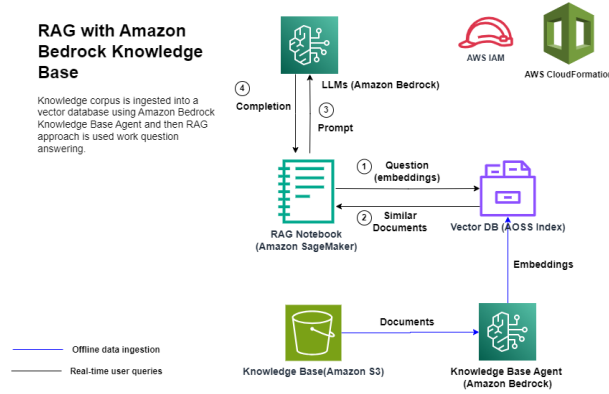 RAG with Amazon
Bedrock Knowledge
Base
Knowledge corpus is ingested into a
vector database using Amazon Bedrock
Knowledge Base Agent and then RAG
approach is used work question
answering.
AWS IAM
AWS CloudFormation
LLMs (Amazon Bedrock)
4
Completion
3
Prompt
1 Question
(embeddings)
2 Similar
Documents
RAG Notebook
(Amazon SageMaker)
Vector DB (AOSS Index)
Embeddings
Documents
Knowledge Base(Amazon S3)
Knowledge Base Agent
(Amazon Bedrock)
Offline data ingestion
Real-time user queries